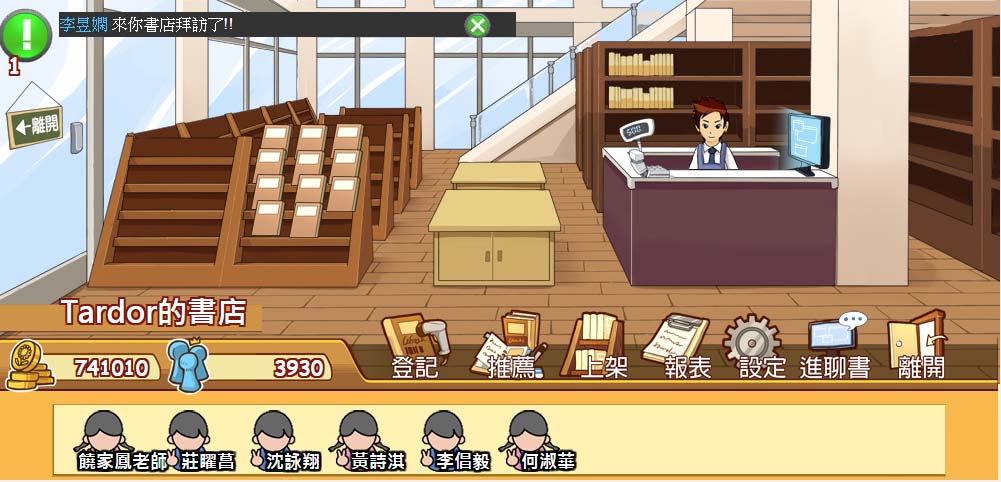 李昱嫻 來你書店拜訪了!!
1
離開
500
Tardor的書店
741010
3930
登記
推薦
上架
報表
設定
進聊書
離開
饒家鳳老師
莊曜菖
沈詠翔
黃詩淇
李倡毅
何淑華